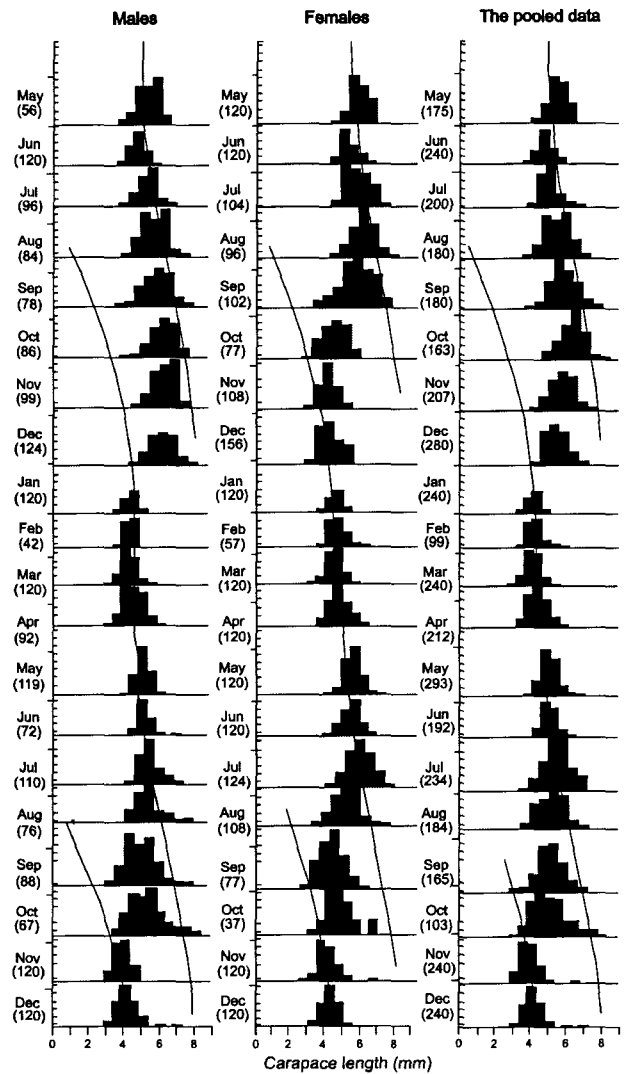 Males Females The pooled data
May May May
(56) (120) (175)
Jun Jun Jun
(120) (120) (240)
Jul Jul Jul
(96) (104) (200)
Aug Aug Aug
(84) (96) (180)
Sep Sep Sep
(78) (102) (180)
Oct Oct Oct
(86) (77) (163)
Nov Nov Nov
(99) (108) (207)
Dec Dec Dec
(124) (156) (280)
Jan Jan Jan
(120) (120) (240)
Feb Feb Feb
(42) (57) (99)
Mar Mar Mar
(120) (120) (240)
Apr Apr Apr
(92) (120) (212)
May May May
(119) (120) (293)
Jun Jun Jun
(72) (120) (192)
Jul Jul Jul
(110) (124) (234)
Aug Aug Aug
(76) (108) (184)
Sep Sep Sep
(88) (77) (165)
Oct Oct Oct
(67) (37) (103)
Nov Nov Nov
(120) (120) (240)
Dec Dec Dec
(120) (120) (240)
0 2 4 6 8 0 2 4 6 8 0 2 4 6 8
Carapace length (mm)